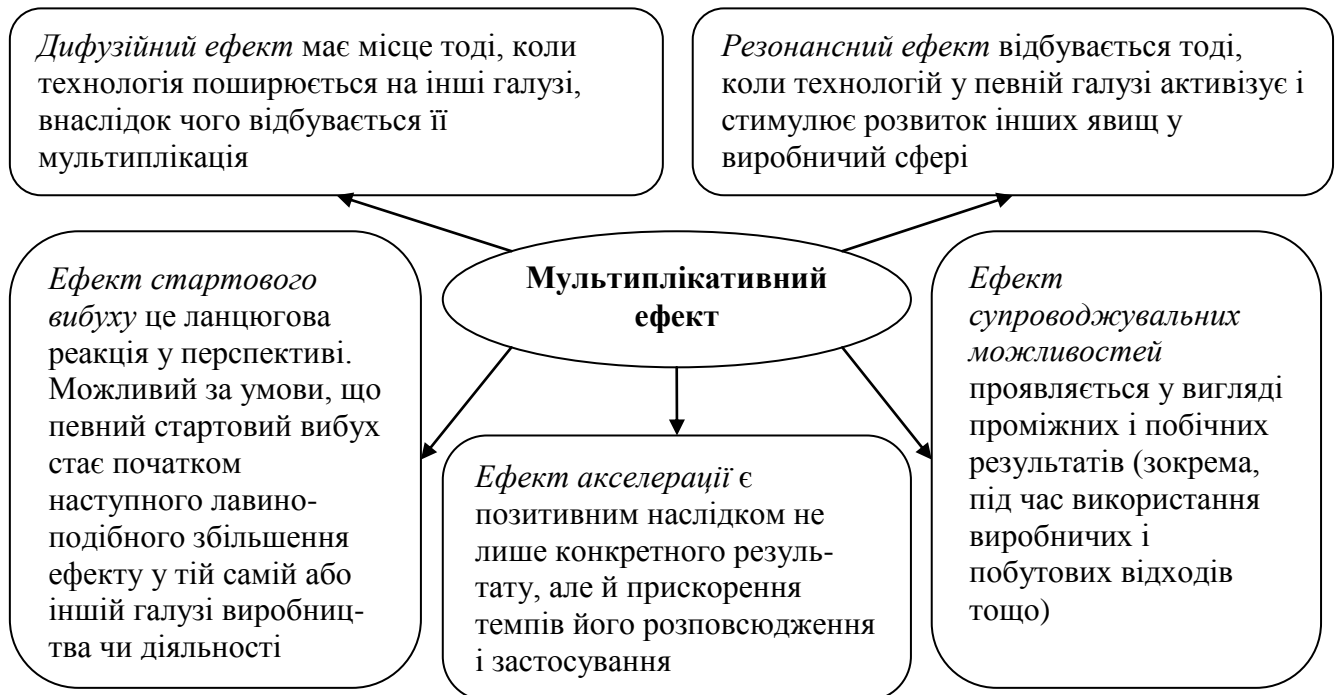 Дифузійний ефект має місце тоді, коли
технологія поширюється на інші галузі,
внаслідок чого відбувається її
мультиплікація
Резонансний ефект відбувається тоді,
коли технологій у певній галузі активізує і
стимулює розвиток інших явищ у
виробничий сфері
Мультиплікативний
ефект
Ефект стартового
вибуху це ланцюгова
реакція у перспективі.
Можливий за умови, що
певний стартовий вибух
стає початком
наступного лавино-
подібного збільшення
ефекту у тій самій або
іншій галузі виробниц-
тва чи діяльності
Ефект акселерації є
позитивним наслідком не
лише конкретного резуль-
тату, але й прискорення
темпів його розповсюдження
і застосування
Ефект
супроводжувальних
можливостей
проявляється у вигляді
проміжних і побічних
результатів (зокрема,
під час використання
виробничих і
побутових відходів
тощо)